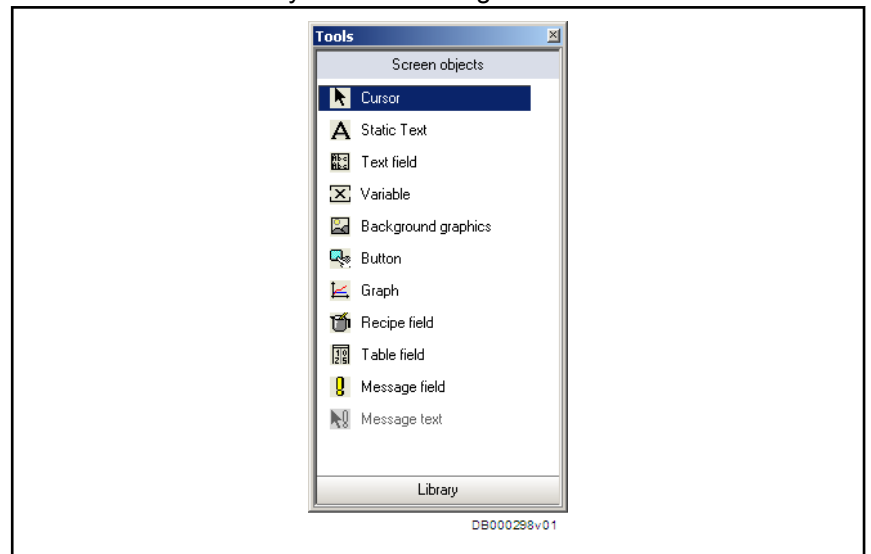 Tools
Screen objects
Cursor
Static Text
Text field
Variable
Background graphics
Button
Graph
Recipe field
Table field
Message field
Message text
Library
DB000298v01